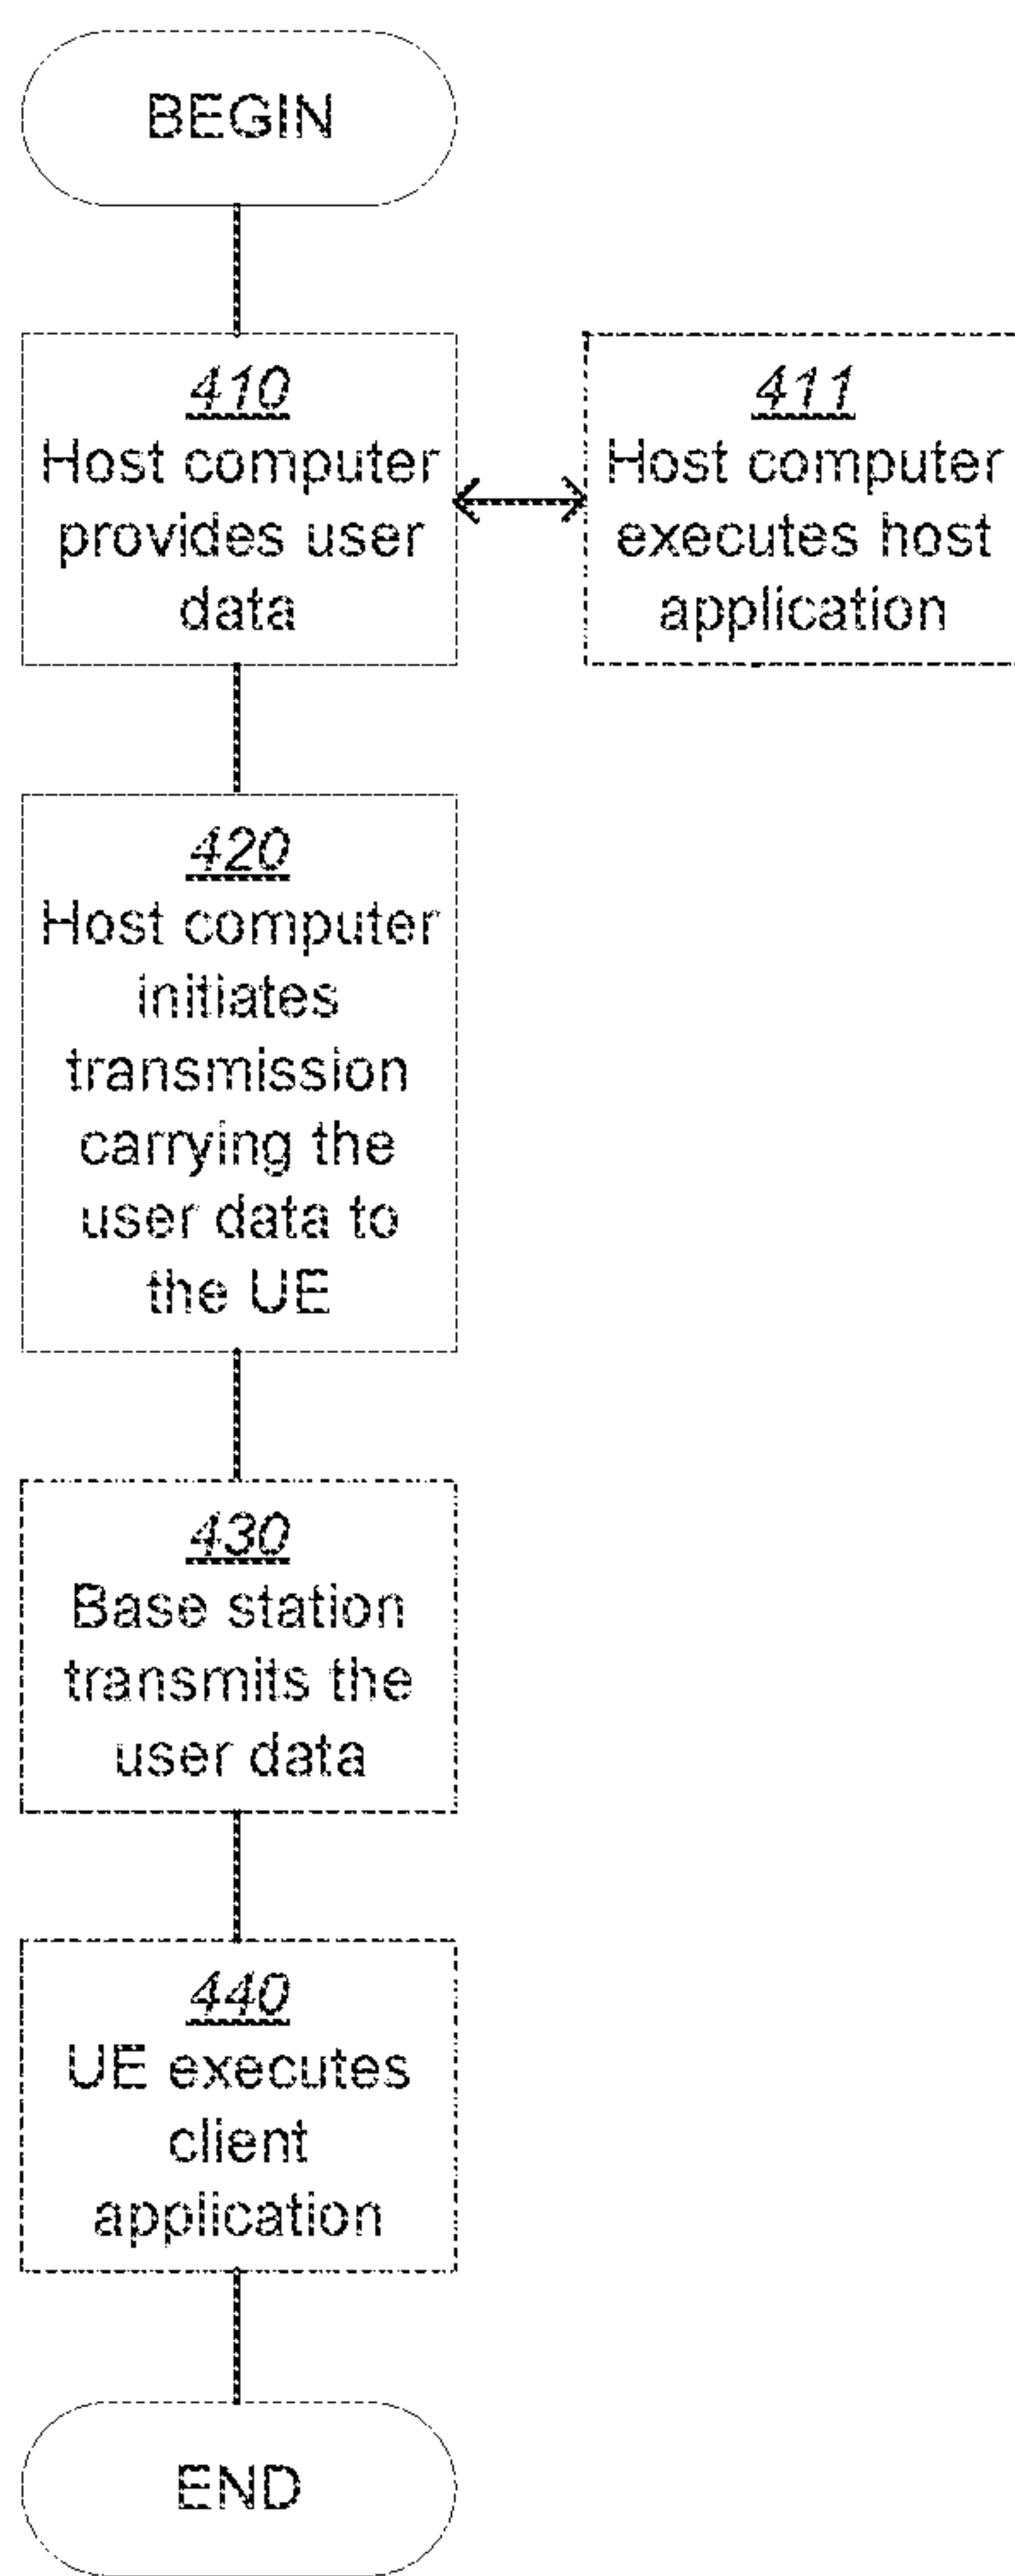 BEGIN
410
Host computer
provides user
data
411
Host computer
executes host
application
420
Host computer
initiates
transmission
carrying the
user data to
the UE
430
Base station
transmits the
user data
440
UE executes
client
application
END